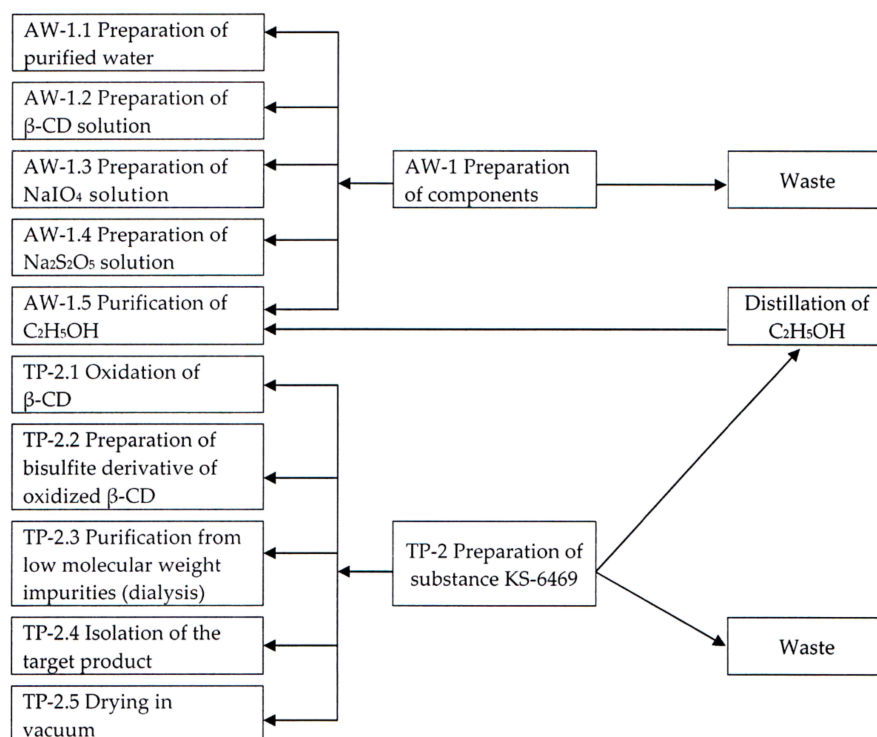 AW-1.1 Preparation of
purified water
AW-1.2 Preparation of
β-CD solution
AW-1.3 Preparation of
NaIO₄ solution
AW-1.4 Preparation of
Na₂S₂O₅ solution
AW-1.5 Purification of
C₂H₅OH
TP-2.1 Oxidation of
β-CD
TP-2.2 Preparation of
bisulfite derivative of
oxidized β-CD
TP-2.3 Purification from
low molecular weight
impurities (dialysis)
TP-2.4 Isolation of the
target product
TP-2.5 Drying in
vacuum
AW-1 Preparation
of components
TP-2 Preparation of
substance KS-6469
Waste
Distillation of
C₂H₅OH
Waste